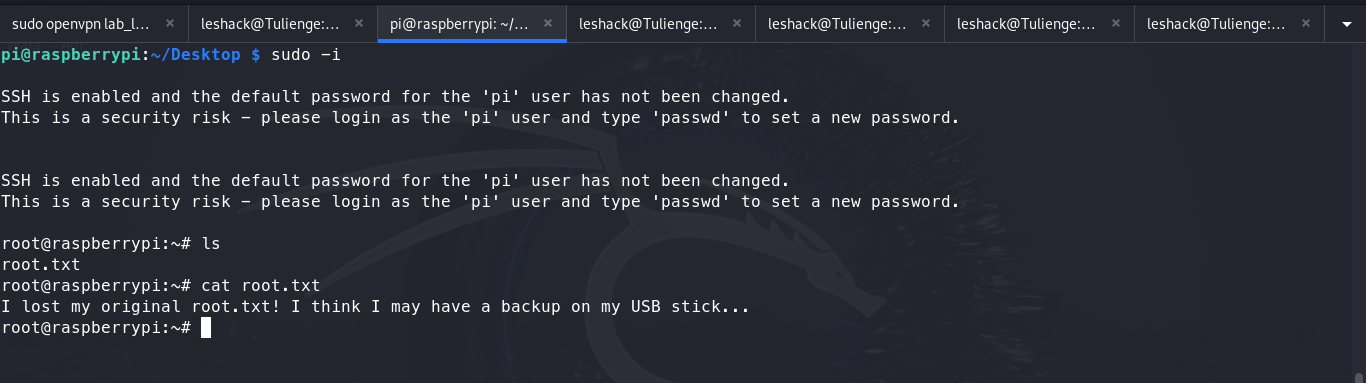 sudo openvpn lab_l... × leshack@Tulienge:... × pi@raspberrypi: ~/... × leshack@Tulienge:... × leshack@Tulienge:... × leshack@Tulienge:... × leshack@Tulienge:... ×
pi@raspberrypi:~/Desktop $ sudo -i
SSH is enabled and the default password for the 'pi' user has not been changed.
This is a security risk - please login as the 'pi' user and type 'passwd' to set a new password.
SSH is enabled and the default password for the 'pi' user has not been changed.
This is a security risk - please login as the 'pi' user and type 'passwd' to set a new password.
root@raspberrypi:~# ls
root.txt
root@raspberrypi:~# cat root.txt
I lost my original root.txt! I think I may have a backup on my USB stick...
root@raspberrypi:~#